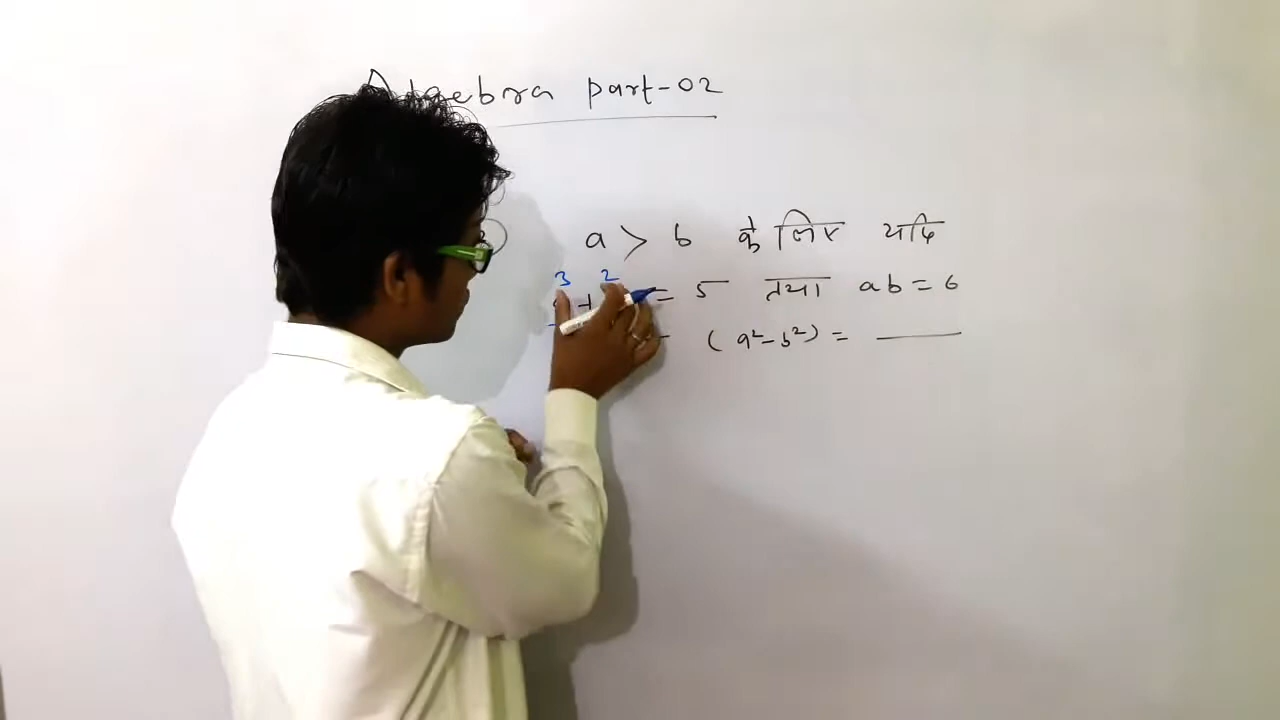 Algebra part-02
a > b के लिए यदि
3 2
+ = 5 तथा ab = 6
(a²-b²) =